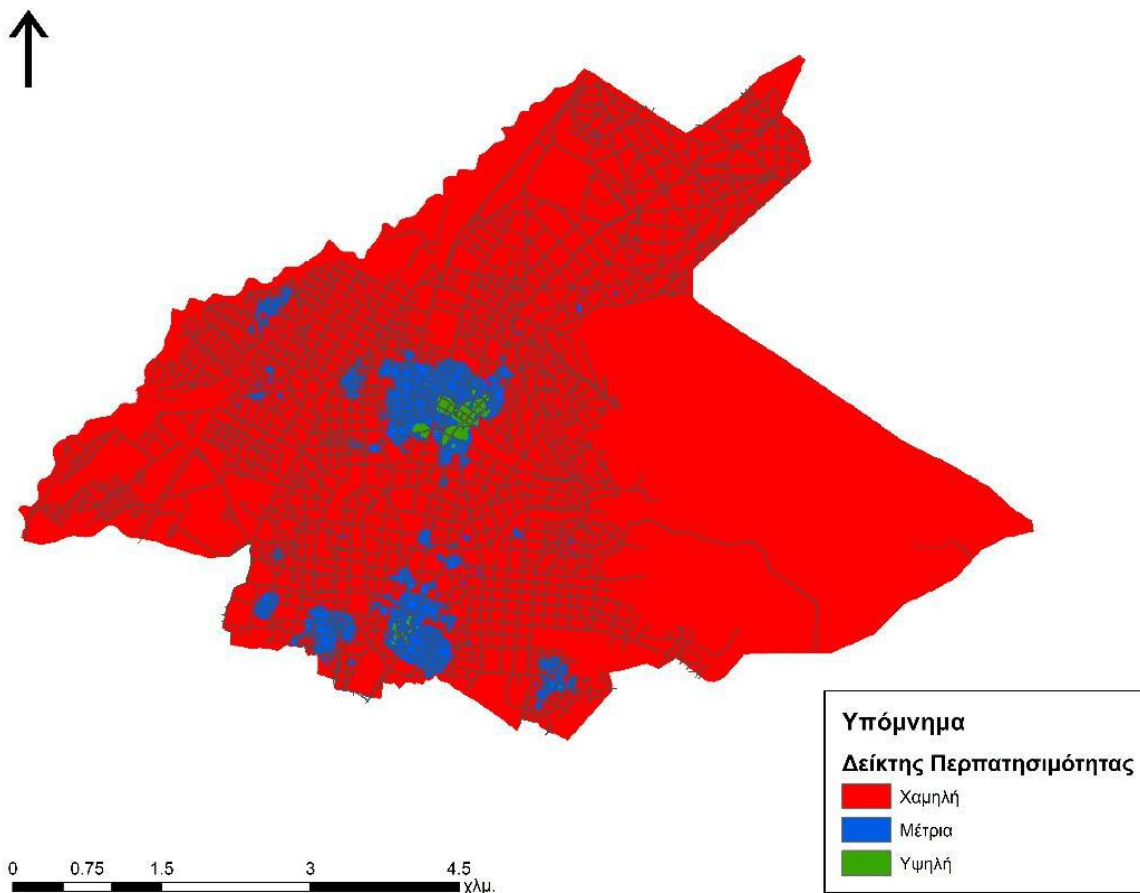 Υπόμνημα
Δείκτης Περπατησιμότητας
Χαμηλή
Μέτρια
Υψηλή
0 0.75 1.5 3 4.5
χλμ.